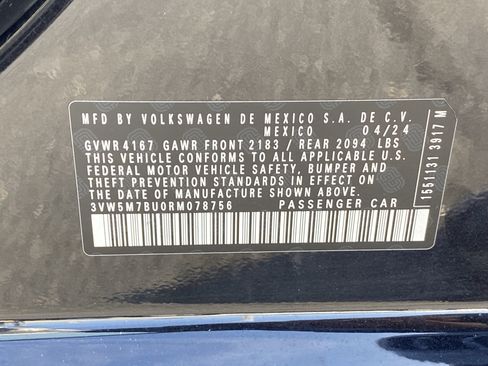 MFD BY VOLKSWAGEN DE MEXICO S.A. DE C.V.
MEXICO 04/24
GVWR 4167 GAWR FRONT 2183 / REAR 2094 LBS
THIS VEHICLE CONFORMS TO ALL APPLICABLE U.S.
FEDERAL MOTOR VEHICLE SAFETY, BUMPER AND
THEFT PREVENTION STANDARDS IN EFFECT ON
THE DATE OF MANUFACTURE SHOWN ABOVE.
3VW5M7BU0RM078756 PASSENGER CAR
1551131 3917 M